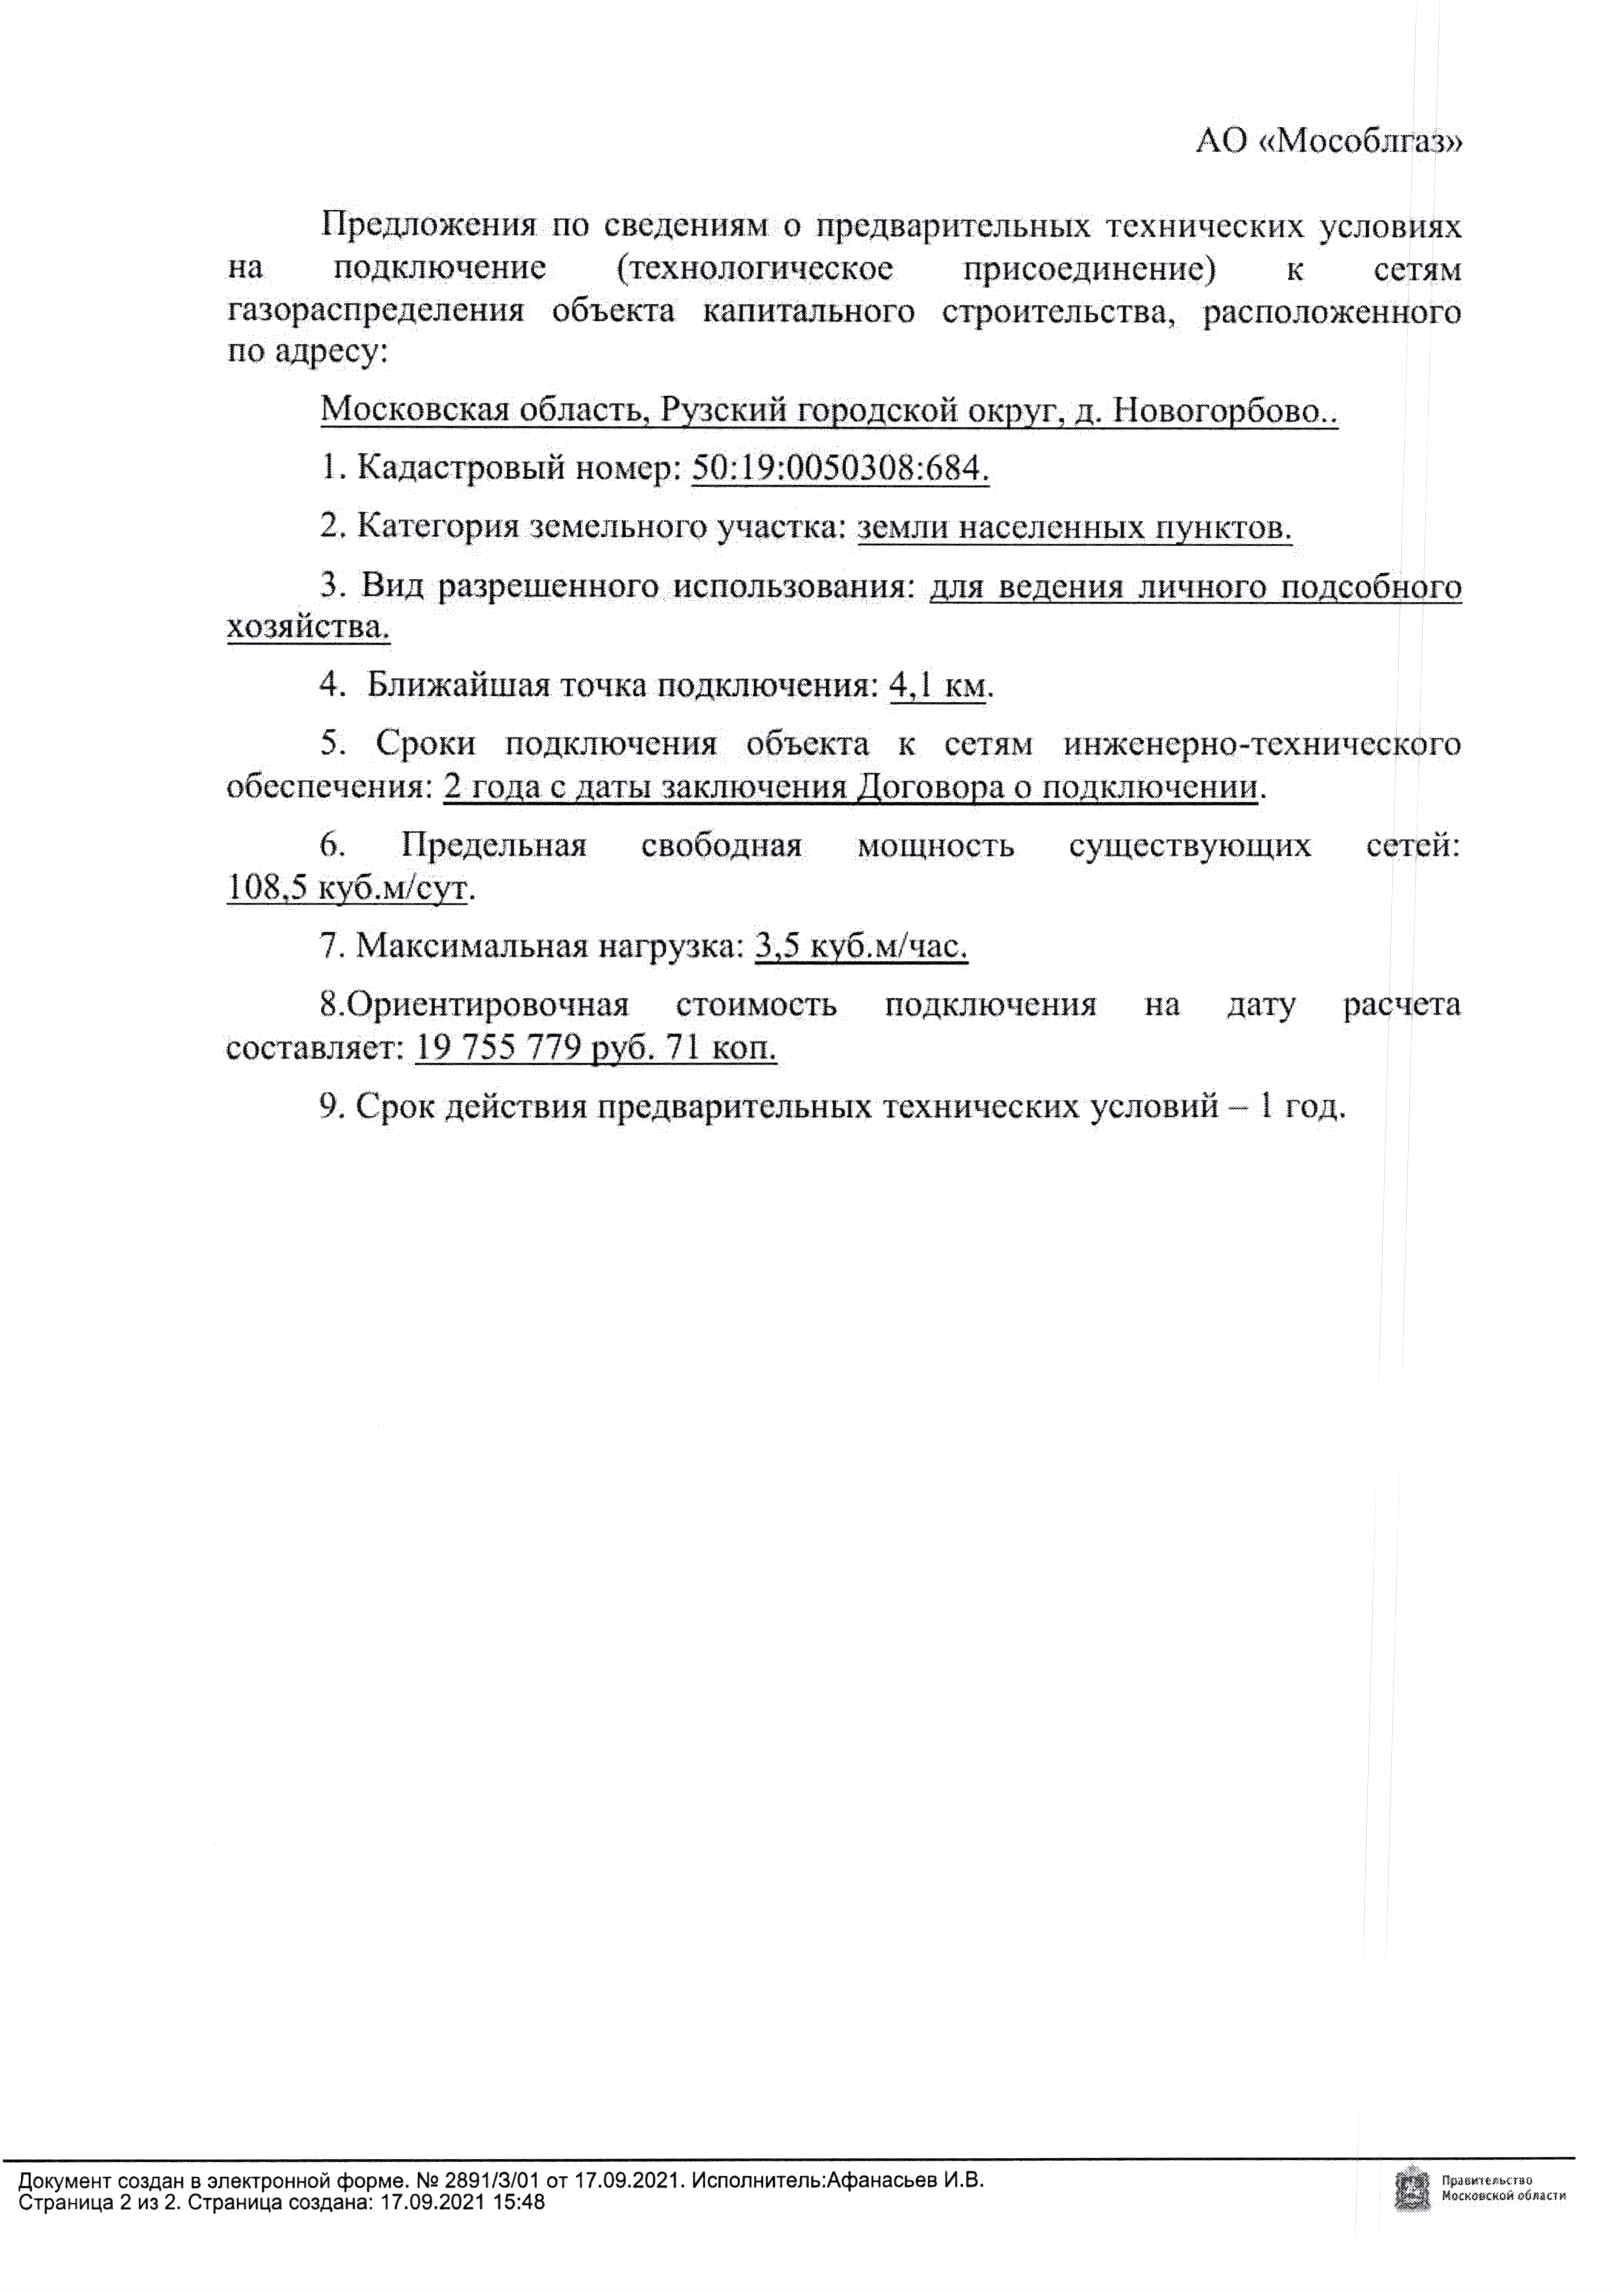 АО «Мособлгаз»
Предложения по сведениям о предварительных технических условиях
на подключение (технологическое присоединение) к сетям
газораспределения объекта капитального строительства, расположенного
по адресу:
Московская область, Рузский городской округ, д. Новогорбово..
1. Кадастровый номер: 50:19:0050308:684.
2. Категория земельного участка: земли населенных пунктов.
3. Вид разрешенного использования: для ведения личного подсобного
хозяйства.
4. Ближайшая точка подключения: 4,1 км.
5. Сроки подключения объекта к сетям инженерно-технического
обеспечения: 2 года с даты заключения Договора о подключении.
6. Предельная свободная мощность существующих сетей:
108,5 куб.м/сут.
7. Максимальная нагрузка: 3,5 куб.м/час.
8.Ориентировочная стоимость подключения на дату расчета
составляет: 19 755 779 руб. 71 коп.
9. Срок действия предварительных технических условий – 1 год.
Документ создан в электронной форме. № 2891/3/01 от 17.09.2021. Исполнитель:Афанасьев И.В.
Страница 2 из 2. Страница создана: 17.09.2021 15:48
Правительство
Московской области